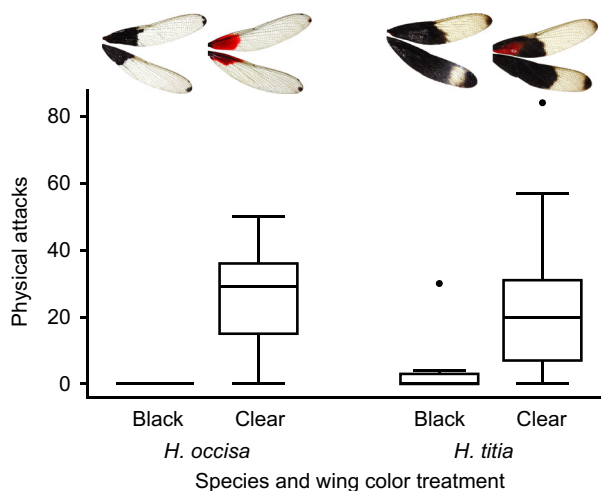 80
60
40
20
0
Physical attacks
Black Clear Black Clear
H. occisa H. titia
Species and wing color treatment